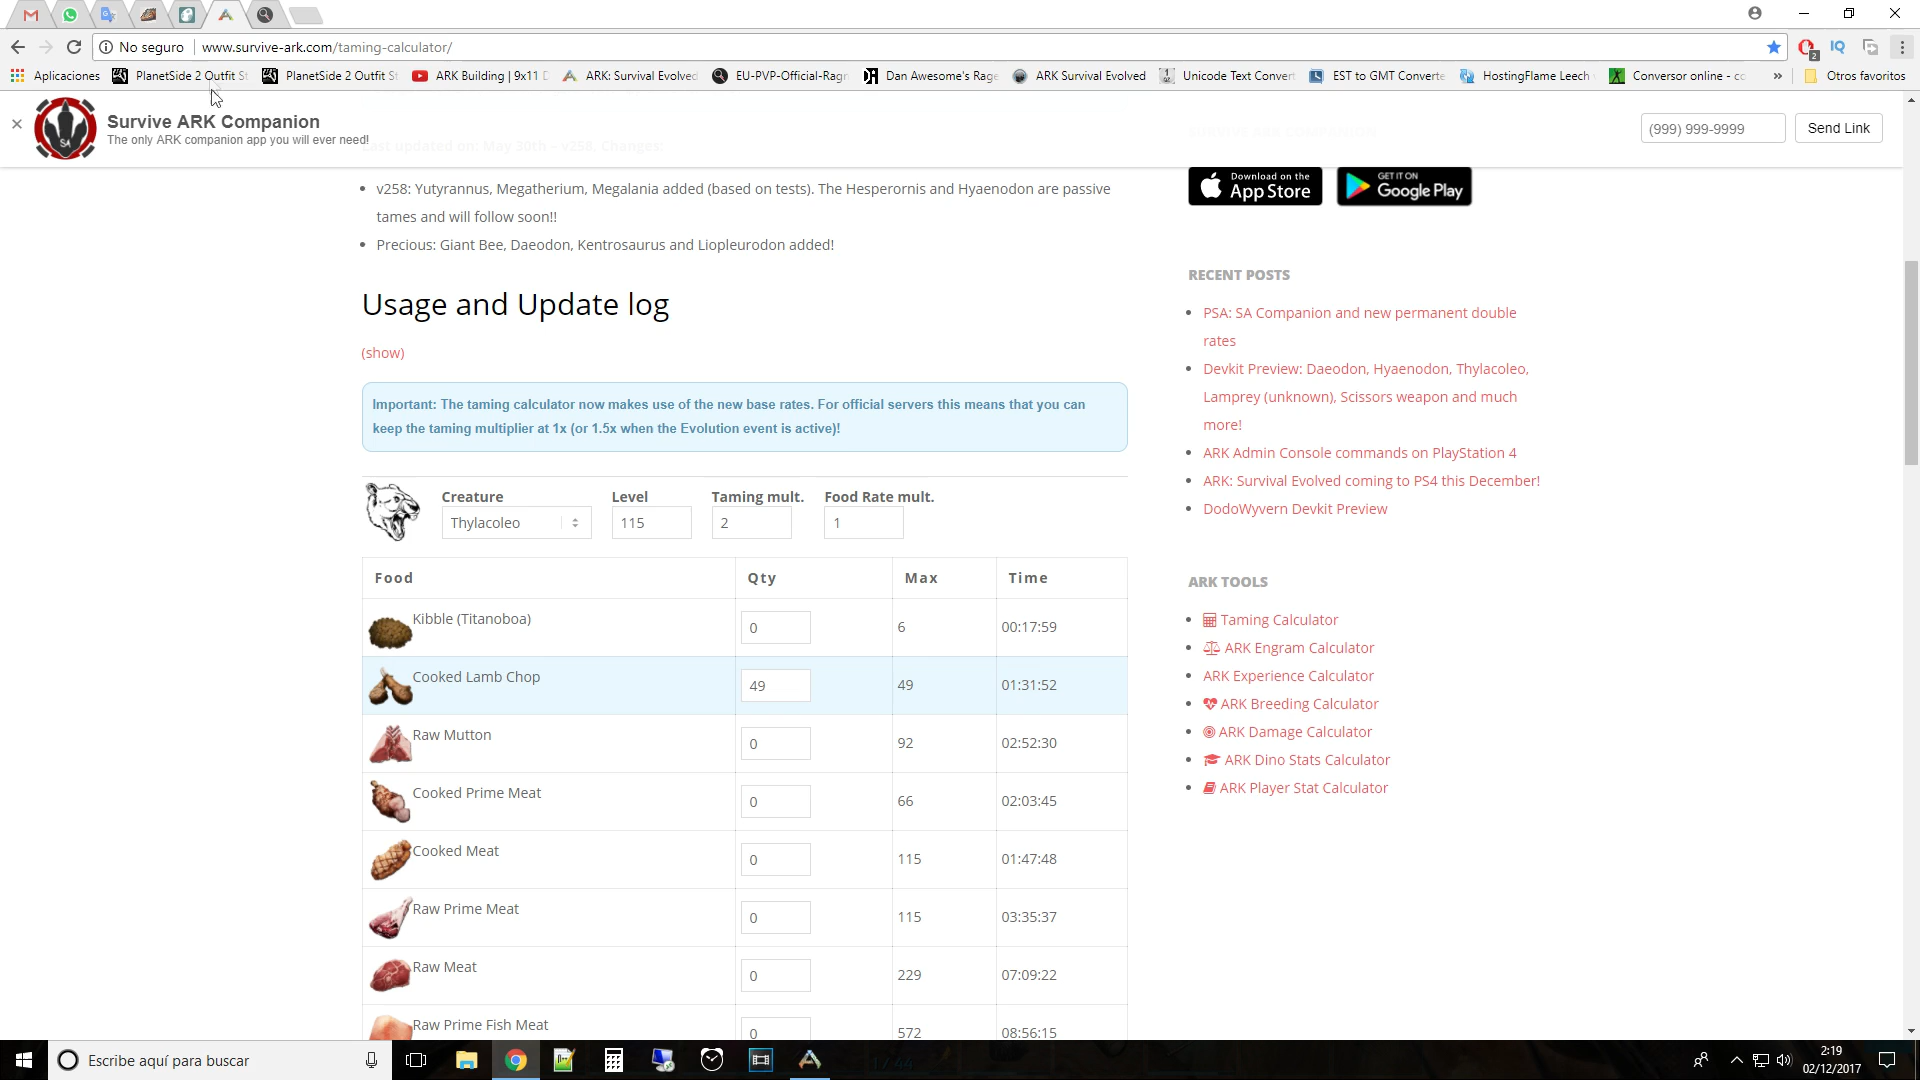 No seguro www.survive-ark.com/taming-calculator/
2
Aplicaciones PlanetSide 2 Outfit St PlanetSide 2 Outfit St ARK Building | 9x11 ARK: Survival Evolved EU-PVP-Official-Ragn Dan Awesome's Rage ARK Survival Evolved Unicode Text Convert EST to GMT Converte HostingFlame Leech Conversor online - co » Otros favoritos
Survive ARK Companion
The only ARK companion app you will ever need!
(999) 999-9999
Send Link
Last updated on: May 30th - v258, Changes:
v258: Yutyrannus, Megatherium, Megalania added (based on tests). The Hesperornis and Hyaenodon are passive
tames and will follow soon!!
Precious: Giant Bee, Daeodon, Kentrosaurus and Liopleurodon added!
Usage and Update log
(show)
Important: The taming calculator now makes use of the new base rates. For official servers this means that you can
keep the taming multiplier at 1x (or 1.5x when the Evolution event is active)!
Creature Level Taming mult. Food Rate mult.
Thylacoleo 115 2 1
Food Qty Max Time
Kibble (Titanoboa) 0 6 00:17:59
Cooked Lamb Chop 49 49 01:31:52
Raw Mutton 0 92 02:52:30
Cooked Prime Meat 0 66 02:03:45
Cooked Meat 0 115 01:47:48
Raw Prime Meat 0 115 03:35:37
Raw Meat 0 229 07:09:22
Raw Prime Fish Meat 0 572 08:56:15
Download on the
App Store
GET IT ON
Google Play
RECENT POSTS
PSA: SA Companion and new permanent double
rates
Devkit Preview: Daeodon, Hyaenodon, Thylacoleo,
Lamprey (unknown), Scissors weapon and much
more!
ARK Admin Console commands on PlayStation 4
ARK: Survival Evolved coming to PS4 this December!
DodoWyvern Devkit Preview
ARK TOOLS
Taming Calculator
ARK Engram Calculator
ARK Experience Calculator
ARK Breeding Calculator
ARK Damage Calculator
ARK Dino Stats Calculator
ARK Player Stat Calculator
Escribe aquí para buscar
2:19
02/12/2017